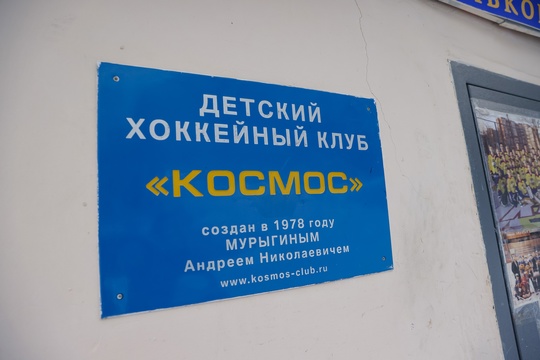 ДЕТСКИЙ
ХОККЕЙНЫЙ КЛУБ
«КОСМОС»
создан в 1978 году
МУРЫГИНЫМ
Андреем Николаевичем
www.kosmos-club.ru